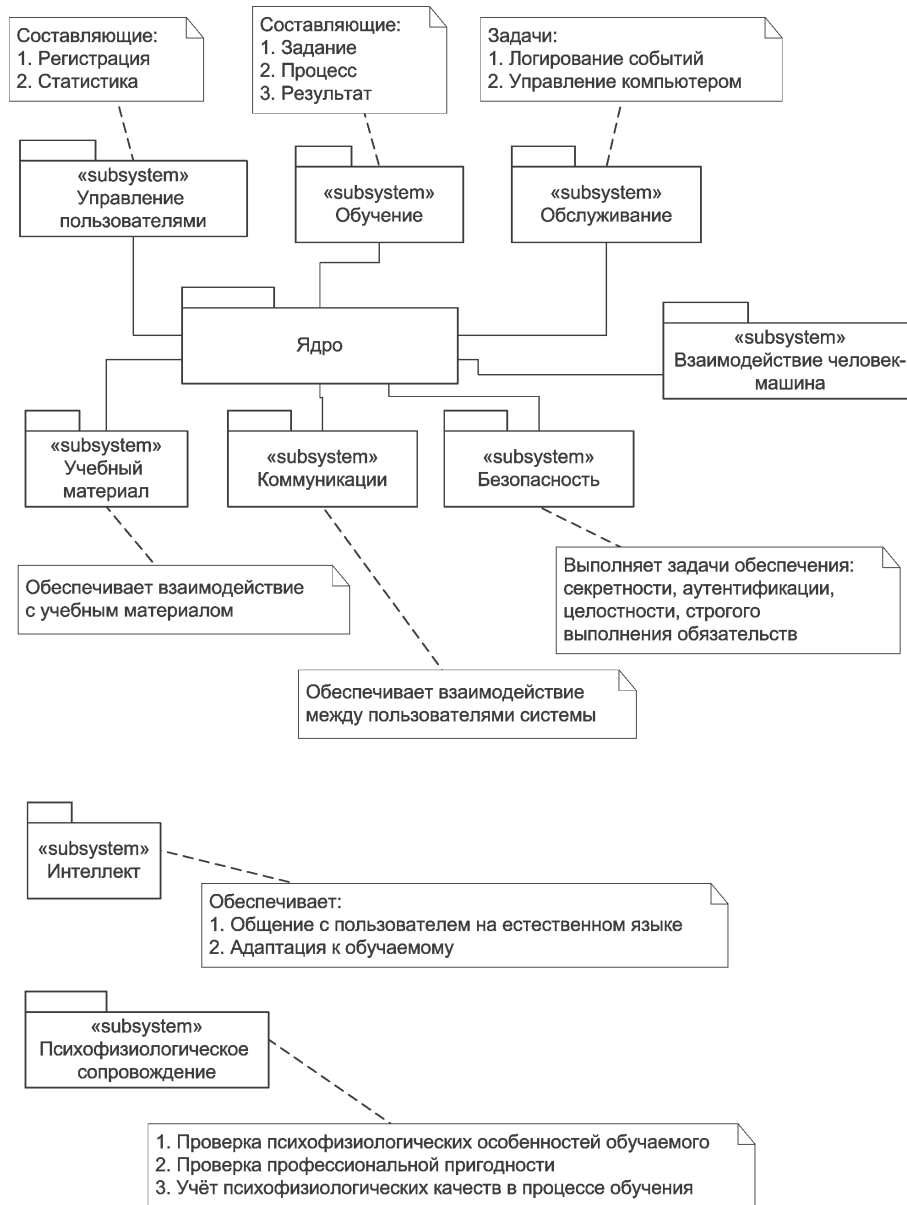 Составляющие:
1. Регистрация
2. Статистика
Составляющие:
1. Задание
2. Процесс
3. Результат
Задачи:
1. Логирование событий
2. Управление компьютером
«subsystem»
Управление
пользователями
«subsystem»
Обучение
«subsystem»
Обслуживание
Ядро
«subsystem»
Взаимодействие человек-
машина
«subsystem»
Учебный
материал
«subsystem»
Коммуникации
«subsystem»
Безопасность
Обеспечивает взаимодействие
с учебным материалом
Выполняет задачи обеспечения:
секретности, аутентификации,
целостности, строгого
выполнения обязательств
Обеспечивает взаимодействие
между пользователями системы
«subsystem»
Интеллект
Обеспечивает:
1. Общение с пользователем на естественном языке
2. Адаптация к обучаемому
«subsystem»
Психофизиологическое
сопровождение
1. Проверка психофизиологических особенностей обучаемого
2. Проверка профессиональной пригодности
3. Учёт психофизиологических качеств в процессе обучения